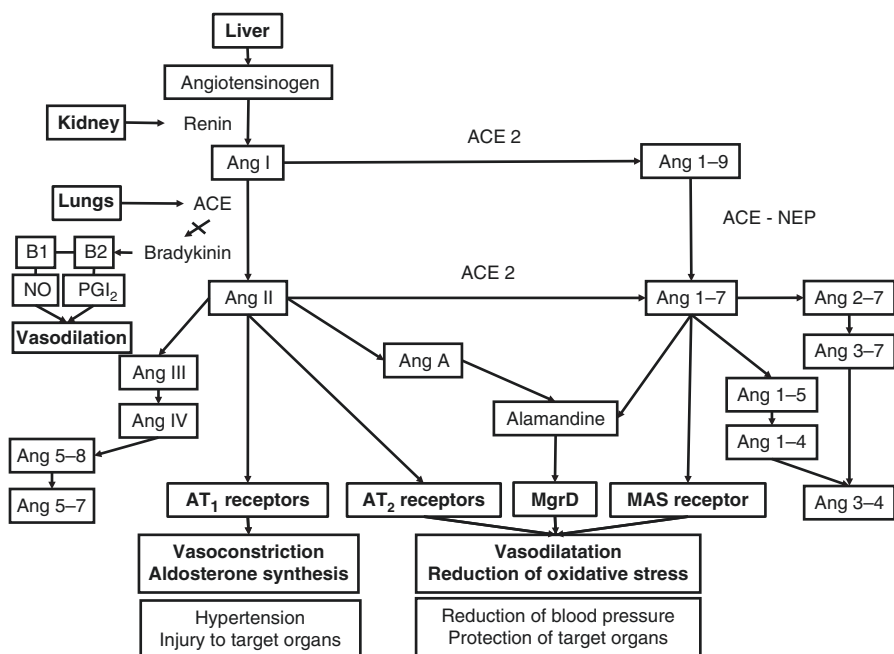 Liver
Angiotensinogen
Kidney
Renin
ACE 2
Ang I
Ang 1–9
Lungs
ACE
ACE - NEP
B1
B2
Bradykinin
NO
PGI₂
ACE 2
Ang II
Ang 1–7
Ang 2–7
Vasodilation
Ang III
Ang A
Ang 3–7
Ang 1–5
Ang IV
Alamandine
Ang 1–4
Ang 5–8
Ang 5–7
AT₁ receptors
AT₂ receptors
MgrD
MAS receptor
Ang 3–4
Vasoconstriction
Aldosterone synthesis
Vasodilatation
Reduction of oxidative stress
Hypertension
Injury to target organs
Reduction of blood pressure
Protection of target organs